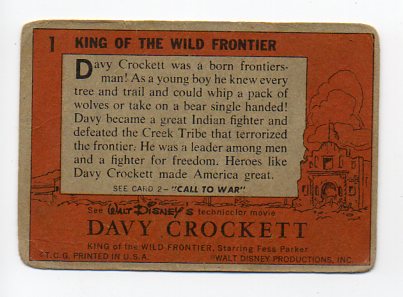 1 KING OF THE WILD FRONTIER
Davy Crockett was a born frontiers-
man! As a young boy he knew every
tree and trail and could whip a pack of
wolves or take on a bear single handed!
Davy became a great Indian fighter and
defeated the Creek Tribe that terrorized
the frontier. He was a leader among men
and a fighter for freedom. Heroes like
Davy Crockett made America great.
SEE CARD 2– "CALL TO WAR"
See WALT DISNEY'S technicolor movie
DAVY CROCKETT
KING of the WILD FRONTIER, Starring Fess Parker
©T.C.G. PRINTED IN U.S.A. ©WALT DISNEY PRODUCTIONS, INC.